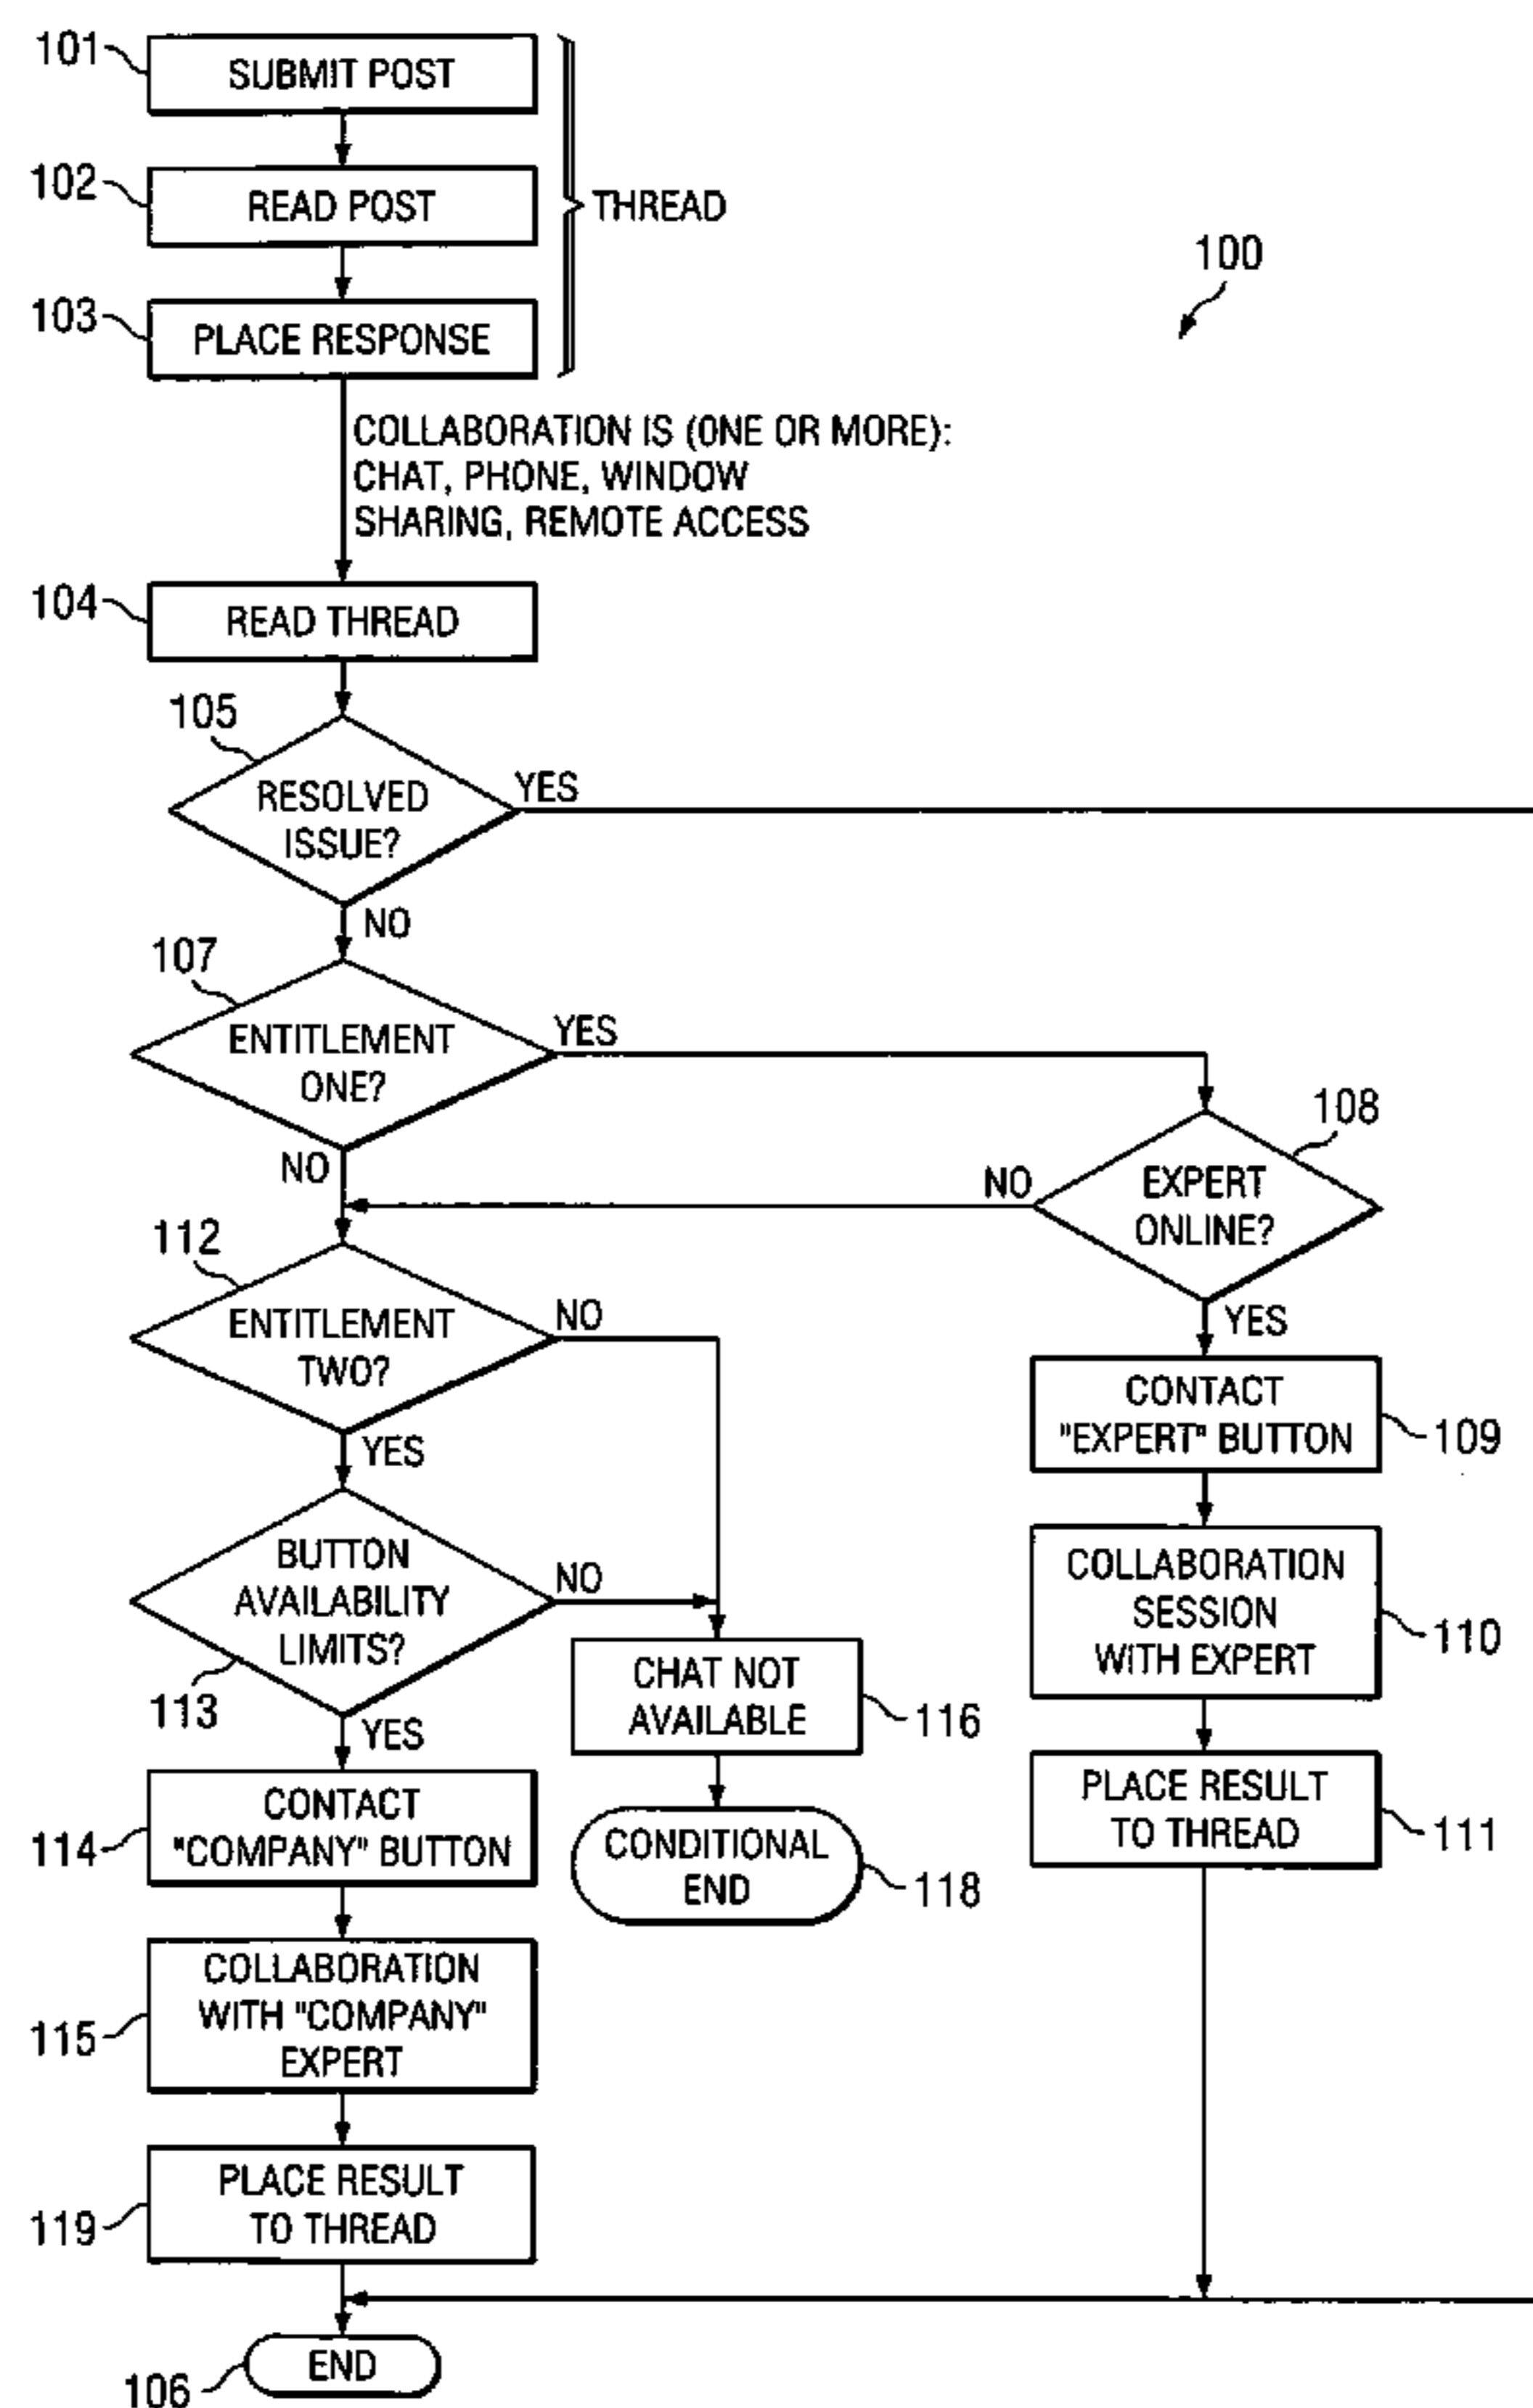 101
SUBMIT POST
102
READ POST
THREAD
100
103
PLACE RESPONSE
COLLABORATION IS (ONE OR MORE):
CHAT, PHONE, WINDOW
SHARING, REMOTE ACCESS
104
READ THREAD
105
RESOLVED
ISSUE?
YES
NO
107
ENTITLEMENT
ONE?
YES
NO
108
EXPERT
ONLINE?
NO
YES
112
ENTITLEMENT
TWO?
NO
YES
CONTACT
"EXPERT" BUTTON
109
BUTTON
AVAILABILITY
LIMITS?
NO
113
YES
COLLABORATION
SESSION
WITH EXPERT
110
CHAT NOT
AVAILABLE
116
CONTACT
"COMPANY" BUTTON
114
CONDITIONAL
END
118
PLACE RESULT
TO THREAD
111
COLLABORATION
WITH "COMPANY"
EXPERT
115
PLACE RESULT
TO THREAD
119
END
106